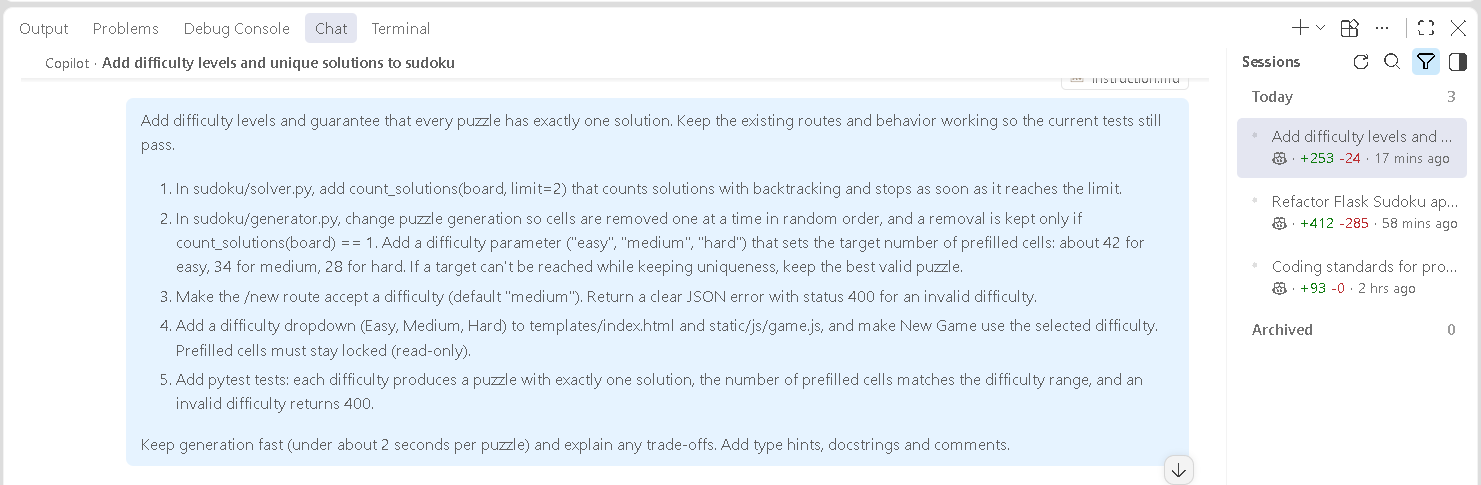 Output Problems Debug Console Chat Terminal
Copilot · Add difficulty levels and unique solutions to sudoku
instruction.md
Add difficulty levels and guarantee that every puzzle has exactly one solution. Keep the existing routes and behavior working so the current tests still
pass.
1. In sudoku/solver.py, add count_solutions(board, limit=2) that counts solutions with backtracking and stops as soon as it reaches the limit.
2. In sudoku/generator.py, change puzzle generation so cells are removed one at a time in random order, and a removal is kept only if
count_solutions(board) == 1. Add a difficulty parameter ("easy", "medium", "hard") that sets the target number of prefilled cells: about 42 for
easy, 34 for medium, 28 for hard. If a target can't be reached while keeping uniqueness, keep the best valid puzzle.
3. Make the /new route accept a difficulty (default "medium"). Return a clear JSON error with status 400 for an invalid difficulty.
4. Add a difficulty dropdown (Easy, Medium, Hard) to templates/index.html and static/js/game.js, and make New Game use the selected difficulty.
Prefilled cells must stay locked (read-only).
5. Add pytest tests: each difficulty produces a puzzle with exactly one solution, the number of prefilled cells matches the difficulty range, and an
invalid difficulty returns 400.
Keep generation fast (under about 2 seconds per puzzle) and explain any trade-offs. Add type hints, docstrings and comments.
Sessions
Today 3
Add difficulty levels and ...
· +253 -24 · 17 mins ago
Refactor Flask Sudoku ap...
· +412 -285 · 58 mins ago
Coding standards for pro...
· +93 -0 · 2 hrs ago
Archived 0